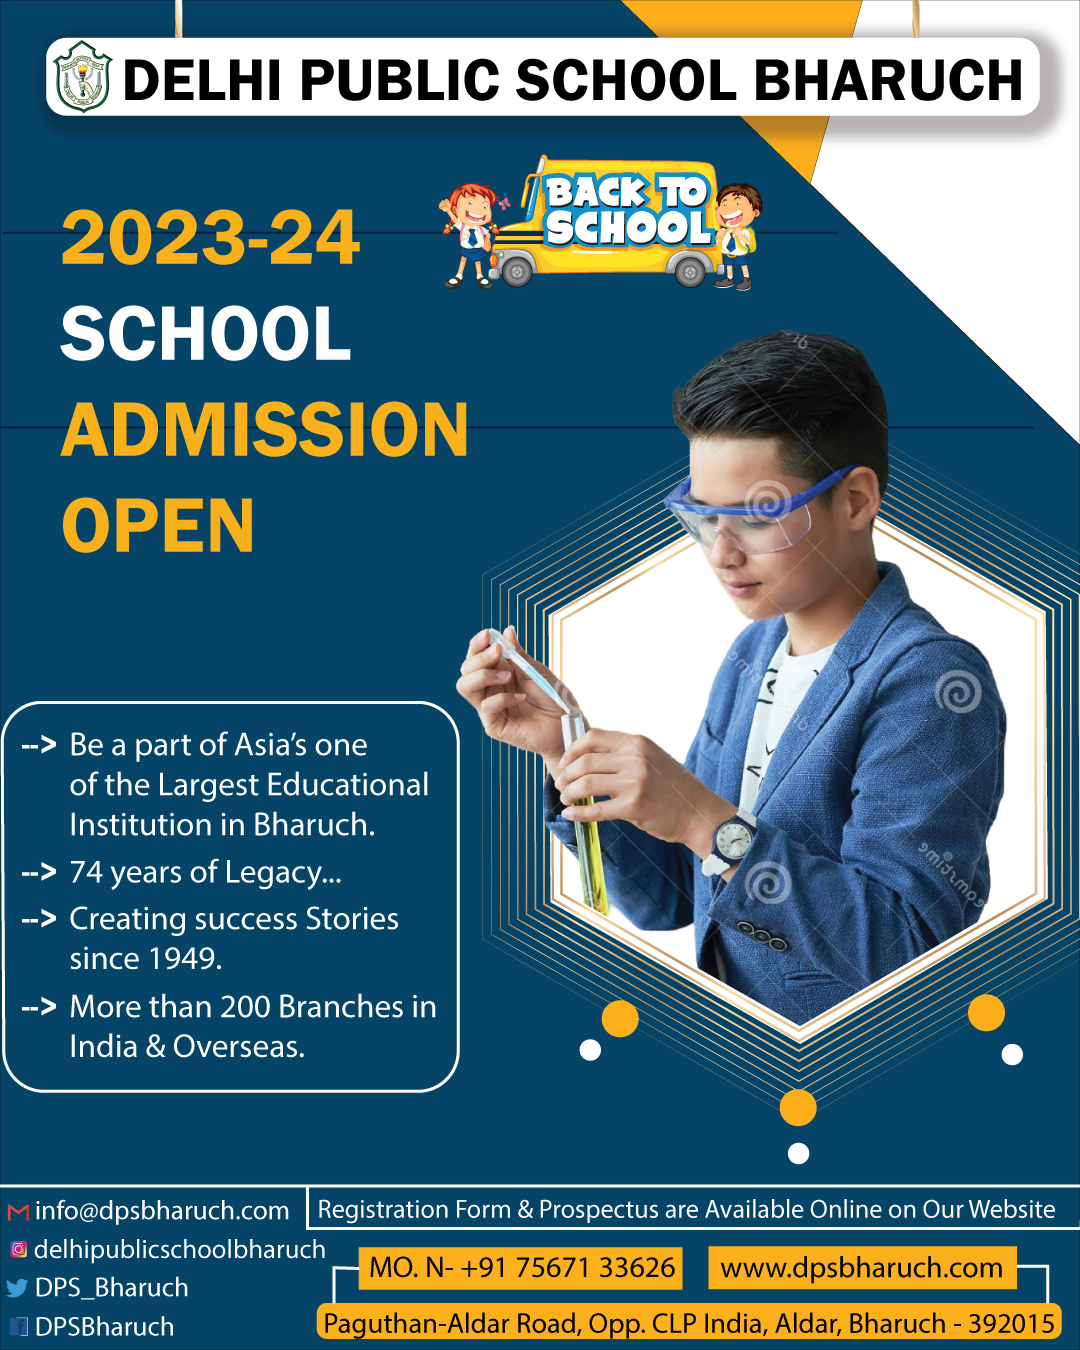 DELHI PUBLIC SCHOOL BHARUCH
BACK TO
SCHOOL
2023-24
SCHOOL
ADMISSION
OPEN
--> Be a part of Asia’s one
of the Largest Educational
Institution in Bharuch.
--> 74 years of Legacy...
--> Creating success Stories
since 1949.
--> More than 200 Branches in
India & Overseas.
info@dpsbharuch.com
Registration Form & Prospectus are Available Online on Our Website
delhipublicschoolbharuch
MO. N- +91 75671 33626
www.dpsbharuch.com
DPS_Bharuch
DPSBharuch
Paguthan-Aldar Road, Opp. CLP India, Aldar, Bharuch - 392015